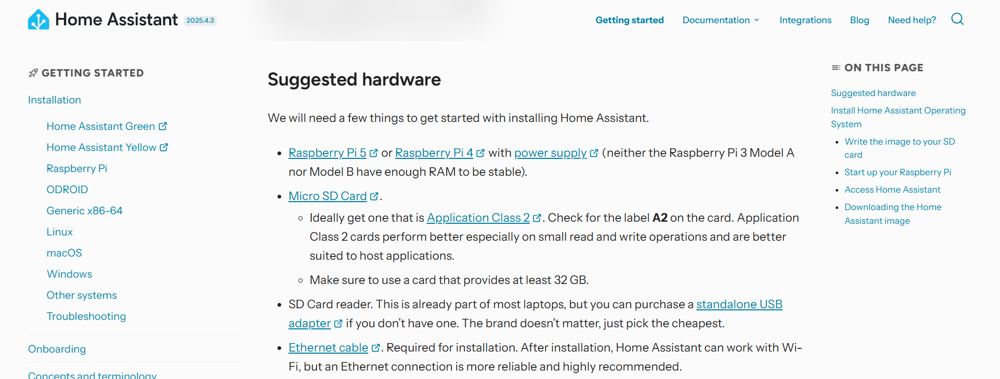 Home Assistant 2025.4.3
Getting started Documentation Integrations Blog Need help?
GETTING STARTED
Installation
Home Assistant Green
Home Assistant Yellow
Raspberry Pi
ODROID
Generic x86-64
Linux
macOS
Windows
Other systems
Troubleshooting
Onboarding
Concepts and terminology
Suggested hardware
We will need a few things to get started with installing Home Assistant.
• Raspberry Pi 5 or Raspberry Pi 4 with power supply (neither the Raspberry Pi 3 Model A
nor Model B have enough RAM to be stable).
• Micro SD Card.
◦ Ideally get one that is Application Class 2. Check for the label A2 on the card. Application
Class 2 cards perform better especially on small read and write operations and are better
suited to host applications.
◦ Make sure to use a card that provides at least 32 GB.
• SD Card reader. This is already part of most laptops, but you can purchase a standalone USB
adapter if you don’t have one. The brand doesn’t matter, just pick the cheapest.
• Ethernet cable. Required for installation. After installation, Home Assistant can work with Wi-
Fi, but an Ethernet connection is more reliable and highly recommended.
ON THIS PAGE
Suggested hardware
Install Home Assistant Operating
System
• Write the image to your SD
card
• Start up your Raspberry Pi
• Access Home Assistant
• Downloading the Home
Assistant image